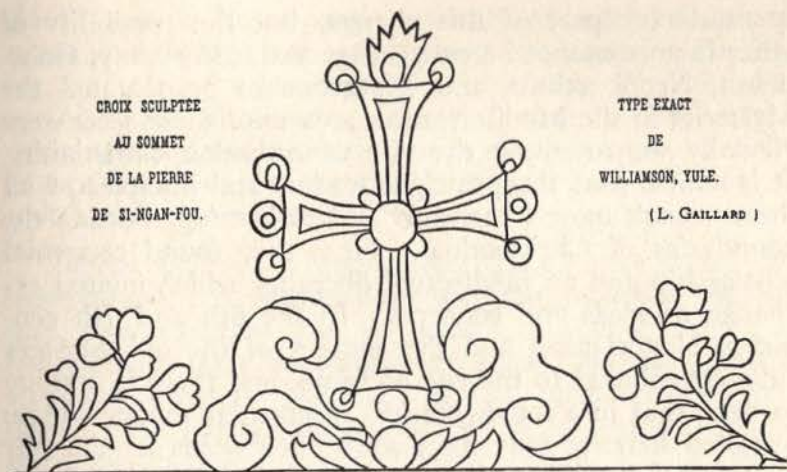 CROIX SCULPTÉE
AU SOMMET
DE LA PIERRE
DE SI-NGAN-FOU.
TYPE EXACT
DE
WILLIAMSON, YULE.
(L. GAILLARD)